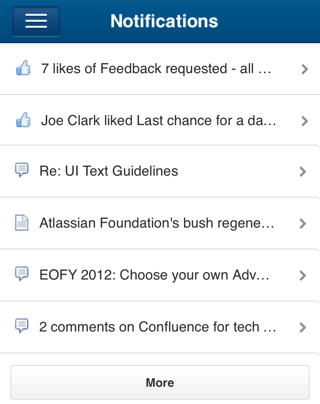 Notifications
7 likes of Feedback requested - all ...
Joe Clark liked Last chance for a da...
Re: UI Text Guidelines
Atlassian Foundation's bush regene...
EOFY 2012: Choose your own Adv...
2 comments on Confluence for tech ...
More